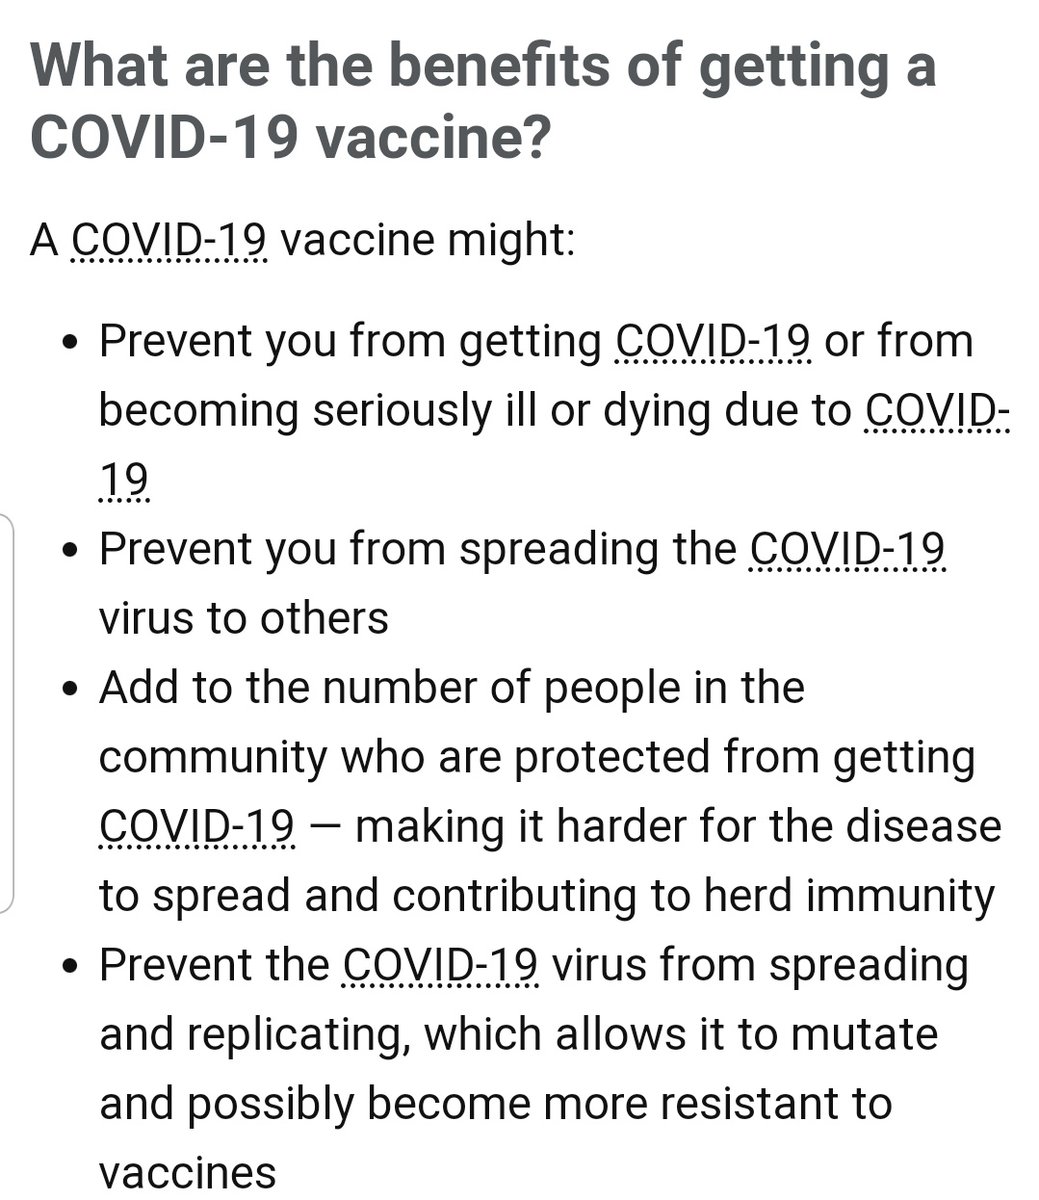 What are the benefits of getting a
COVID-19 vaccine?
A COVID-19 vaccine might:
• Prevent you from getting COVID-19 or from
becoming seriously ill or dying due to COVID-
19
• Prevent you from spreading the COVID-19
virus to others
• Add to the number of people in the
community who are protected from getting
COVID-19 — making it harder for the disease
to spread and contributing to herd immunity
• Prevent the COVID-19 virus from spreading
and replicating, which allows it to mutate
and possibly become more resistant to
vaccines